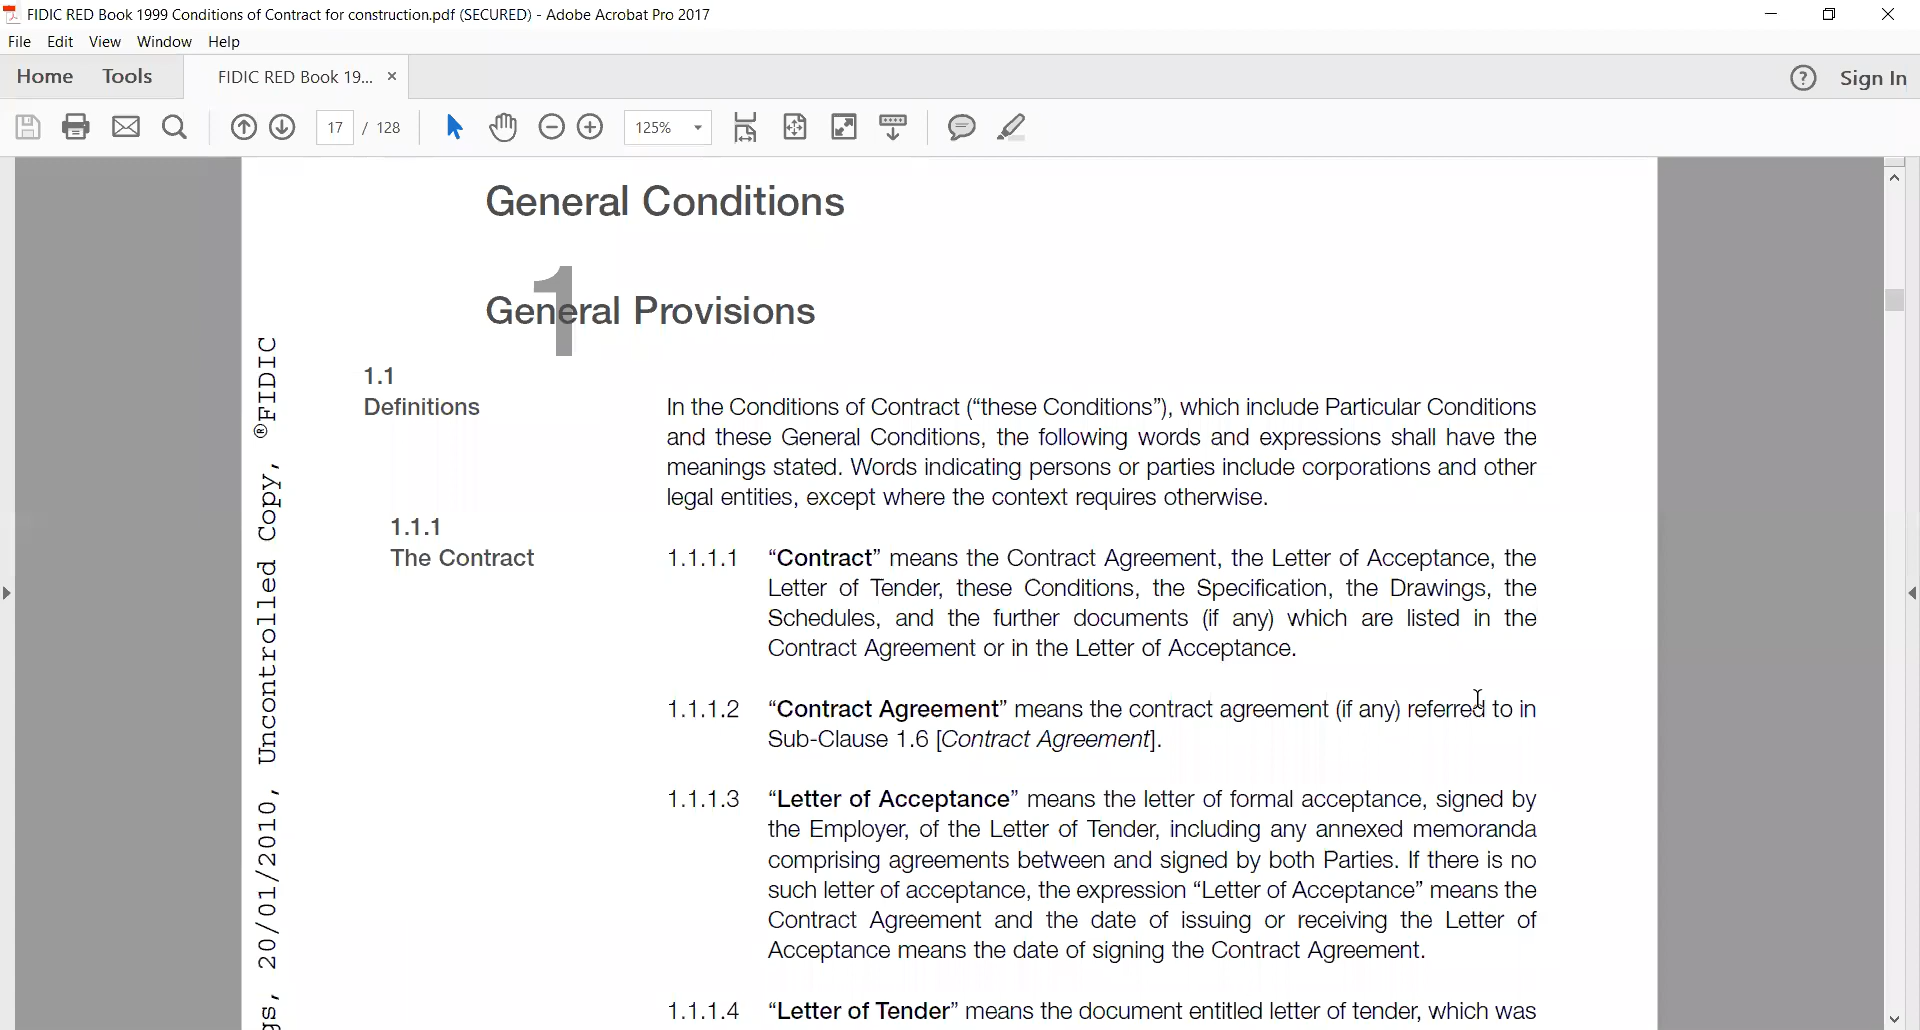 FIDIC RED Book 1999 Conditions of Contract for construction.pdf (SECURED) - Adobe Acrobat Pro 2017
File Edit View Window Help
Home Tools FIDIC RED Book 19... × ? Sign In
17 / 128 125%
General Conditions
1
General Provisions
1.1
Definitions
In the Conditions of Contract (“these Conditions”), which include Particular Conditions
and these General Conditions, the following words and expressions shall have the
meanings stated. Words indicating persons or parties include corporations and other
legal entities, except where the context requires otherwise.
1.1.1
The Contract
1.1.1.1 “Contract” means the Contract Agreement, the Letter of Acceptance, the
Letter of Tender, these Conditions, the Specification, the Drawings, the
Schedules, and the further documents (if any) which are listed in the
Contract Agreement or in the Letter of Acceptance.
1.1.1.2 “Contract Agreement” means the contract agreement (if any) referred to in
Sub-Clause 1.6 [Contract Agreement].
1.1.1.3 “Letter of Acceptance” means the letter of formal acceptance, signed by
the Employer, of the Letter of Tender, including any annexed memoranda
comprising agreements between and signed by both Parties. If there is no
such letter of acceptance, the expression “Letter of Acceptance” means the
Contract Agreement and the date of issuing or receiving the Letter of
Acceptance means the date of signing the Contract Agreement.
1.1.1.4 “Letter of Tender” means the document entitled letter of tender, which was
gs, 20/01/2010, Uncontrolled Copy, ®FIDIC